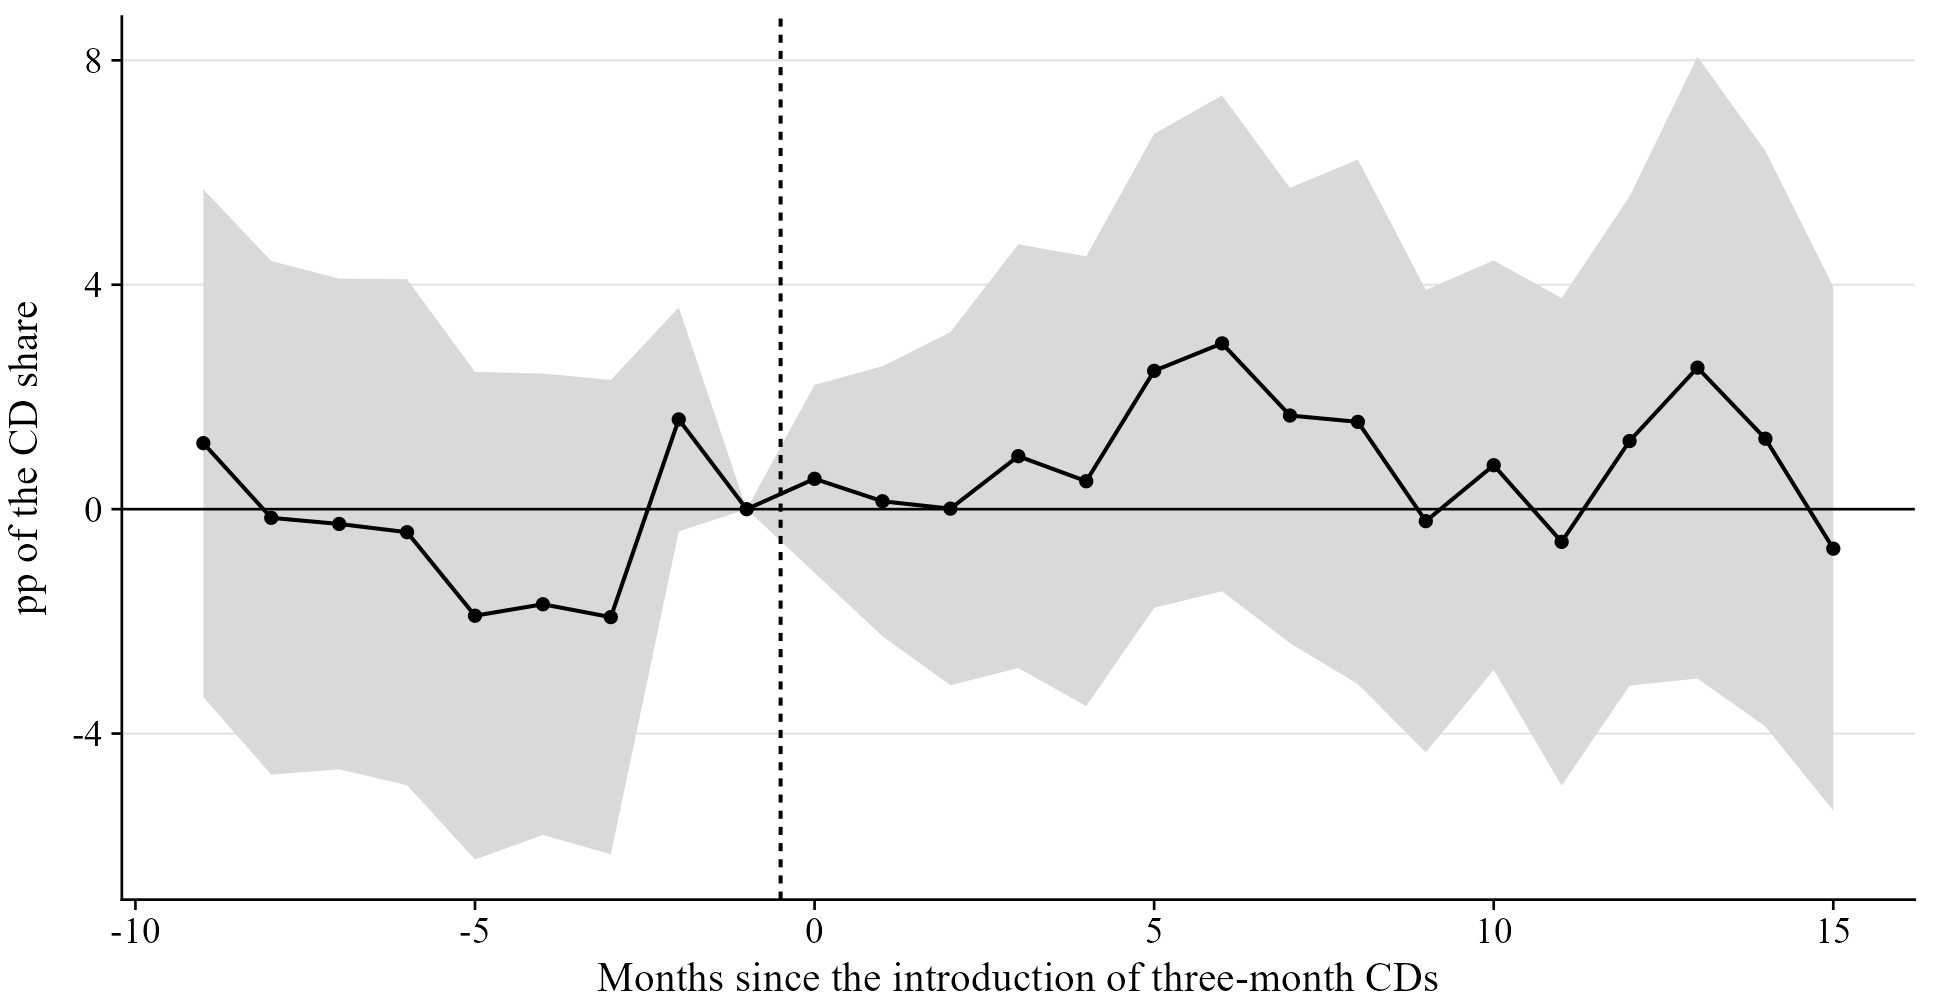 pp of the CD share
8
4
0
-4
-10 -5 0 5 10 15
Months since the introduction of three-month CDs